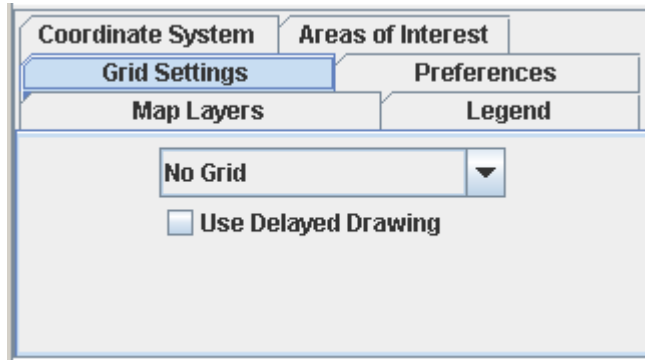 Coordinate System Areas of Interest
Grid Settings Preferences
Map Layers Legend
No Grid
Use Delayed Drawing